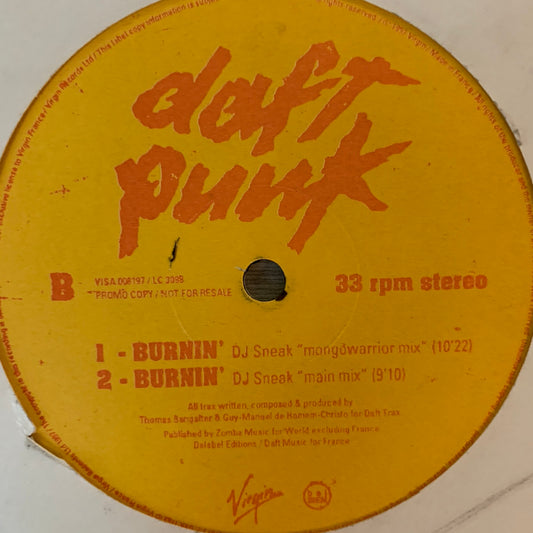 daft
punk
B
VISA 008197 / LC 3098
PROMO COPY / NOT FOR RESALE
33 rpm stereo
1 - BURNIN' DJ Sneak "mongowarrior mix" (10'22)
2 - BURNIN' DJ Sneak "main mix" (9'10)
All trax written, composed & produced by
Thomas Bangalter & Guy-Manuel de Homem-Christo for Daft Trax
Published by Zomba Music for World excluding France
Delabel Editions / Daft Music for France
Virgin